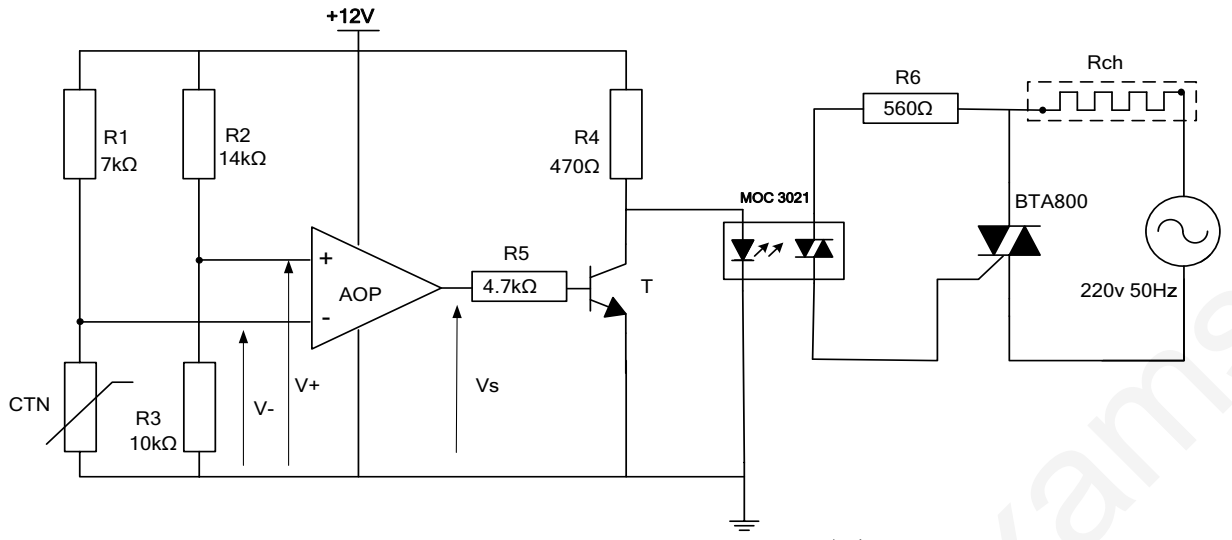 +12V
R1
7kΩ
R2
14kΩ
R4
470Ω
R6
560Ω
Rch
MOC 3021
BTA800
+
AOP
-
R5
4.7kΩ
T
220v 50Hz
CTN
R3
10kΩ
V-
V+
Vs